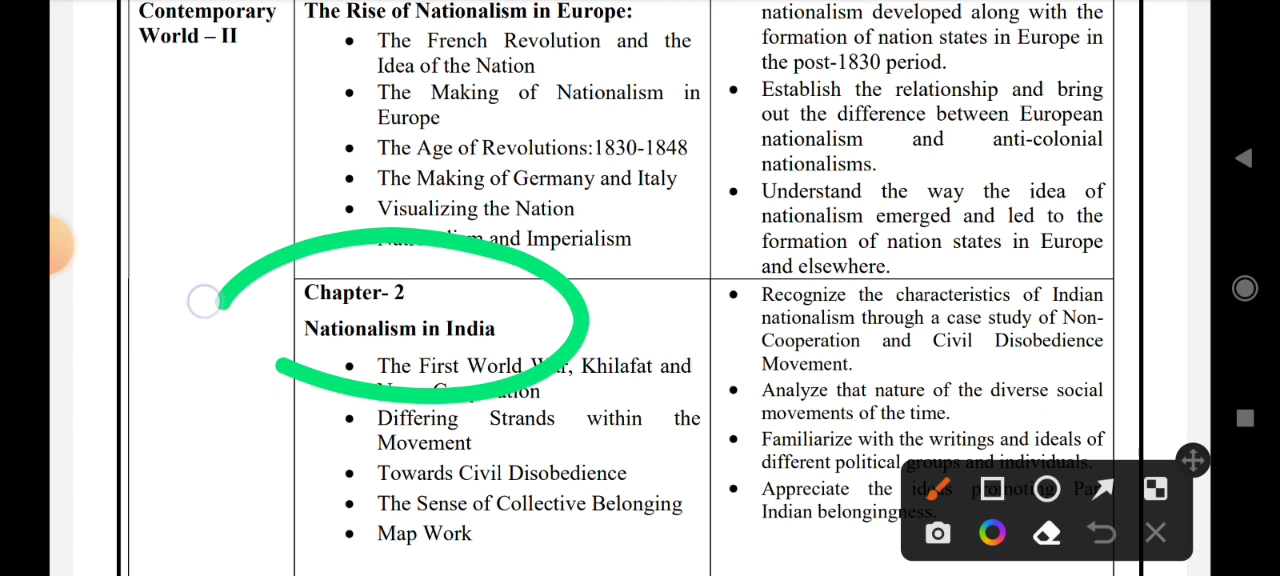 Contemporary
World – II
The Rise of Nationalism in Europe:
• The French Revolution and the
Idea of the Nation
• The Making of Nationalism in
Europe
• The Age of Revolutions:1830-1848
• The Making of Germany and Italy
• Visualizing the Nation
and Imperialism
Chapter- 2
Nationalism in India
• The First World War, Khilafat and
• Differing Strands within the
Movement
• Towards Civil Disobedience
• The Sense of Collective Belonging
• Map Work
nationalism developed along with the
formation of nation states in Europe in
the post-1830 period.
• Establish the relationship and bring
out the difference between European
nationalism and anti-colonial
nationalisms.
• Understand the way the idea of
nationalism emerged and led to the
formation of nation states in Europe
and elsewhere.
• Recognize the characteristics of Indian
nationalism through a case study of Non-
Cooperation and Civil Disobedience
Movement.
• Analyze that nature of the diverse social
movements of the time.
• Familiarize with the writings and ideals of
different political groups and individuals.
• Appreciate the ideas promoting Pan
Indian belongingness.